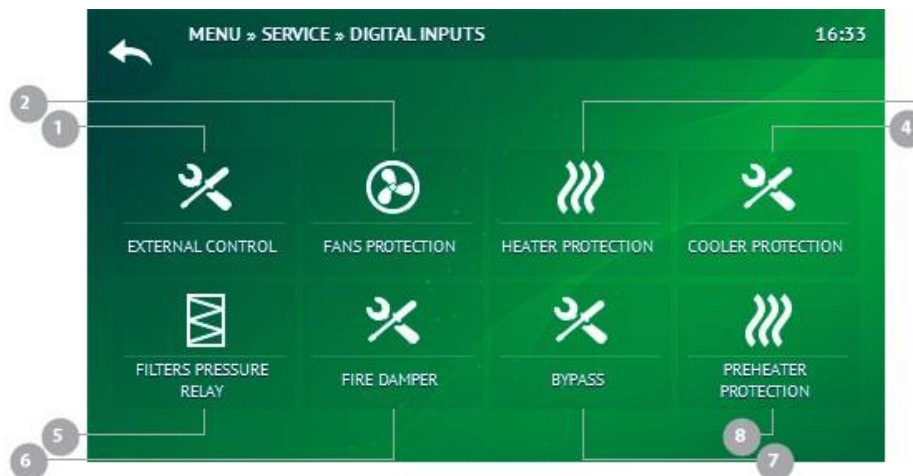 MENU » SERVICE » DIGITAL INPUTS 16:33
2
1
4
EXTERNAL CONTROL FANS PROTECTION HEATER PROTECTION COOLER PROTECTION
FILTERS PRESSURE
RELAY
FIRE DAMPER
BYPASS
PREHEATER
PROTECTION
5
8
6
7